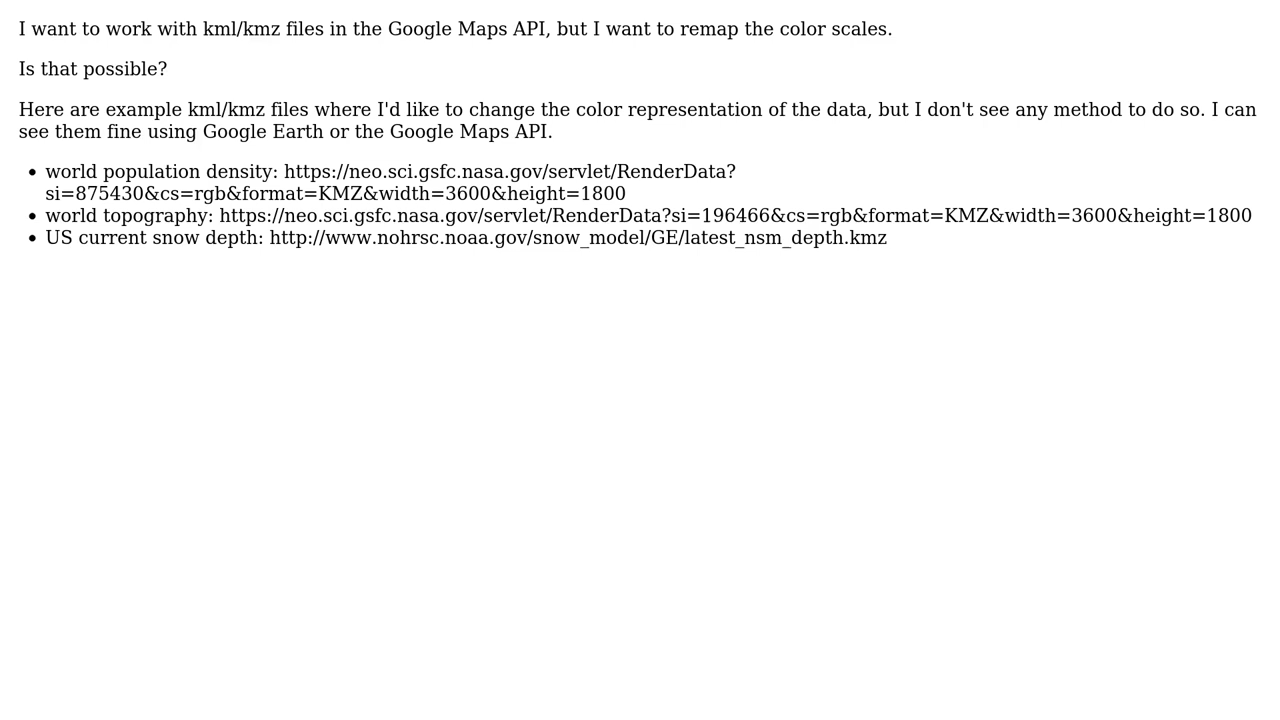 I want to work with kml/kmz files in the Google Maps API, but I want to remap the color scales.
Is that possible?
Here are example kml/kmz files where I'd like to change the color representation of the data, but I don't see any method to do so. I can
see them fine using Google Earth or the Google Maps API.
• world population density: https://neo.sci.gsfc.nasa.gov/servlet/RenderData?
si=875430&cs=rgb&format=KMZ&width=3600&height=1800
• world topography: https://neo.sci.gsfc.nasa.gov/servlet/RenderData?si=196466&cs=rgb&format=KMZ&width=3600&height=1800
• US current snow depth: http://www.nohrsc.noaa.gov/snow_model/GE/latest_nsm_depth.kmz